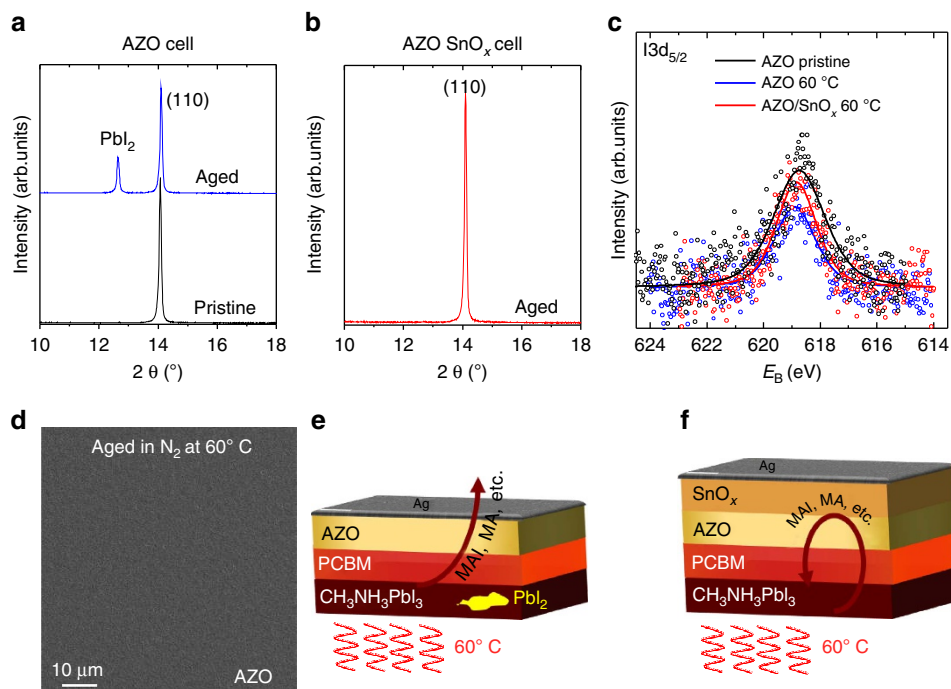 a
AZO cell
Intensity (arb.units)
PbI₂
(110)
Aged
Pristine
10 12 14 16 18
2 θ (°)
b
AZO SnOₓ cell
Intensity (arb.units)
(110)
Aged
10 12 14 16 18
2 θ (°)
c
I3d₅/₂
AZO pristine
AZO 60 °C
AZO/SnOₓ 60 °C
Intensity (arb.units)
624 622 620 618 616 614
E_B (eV)
d
Aged in N₂ at 60° C
10 μm
AZO
e
Ag
AZO
PCBM
CH₃NH₃PbI₃
MAI, MA, etc.
PbI₂
60° C
f
Ag
SnOₓ
AZO
PCBM
CH₃NH₃PbI₃
MAI, MA, etc.
60° C